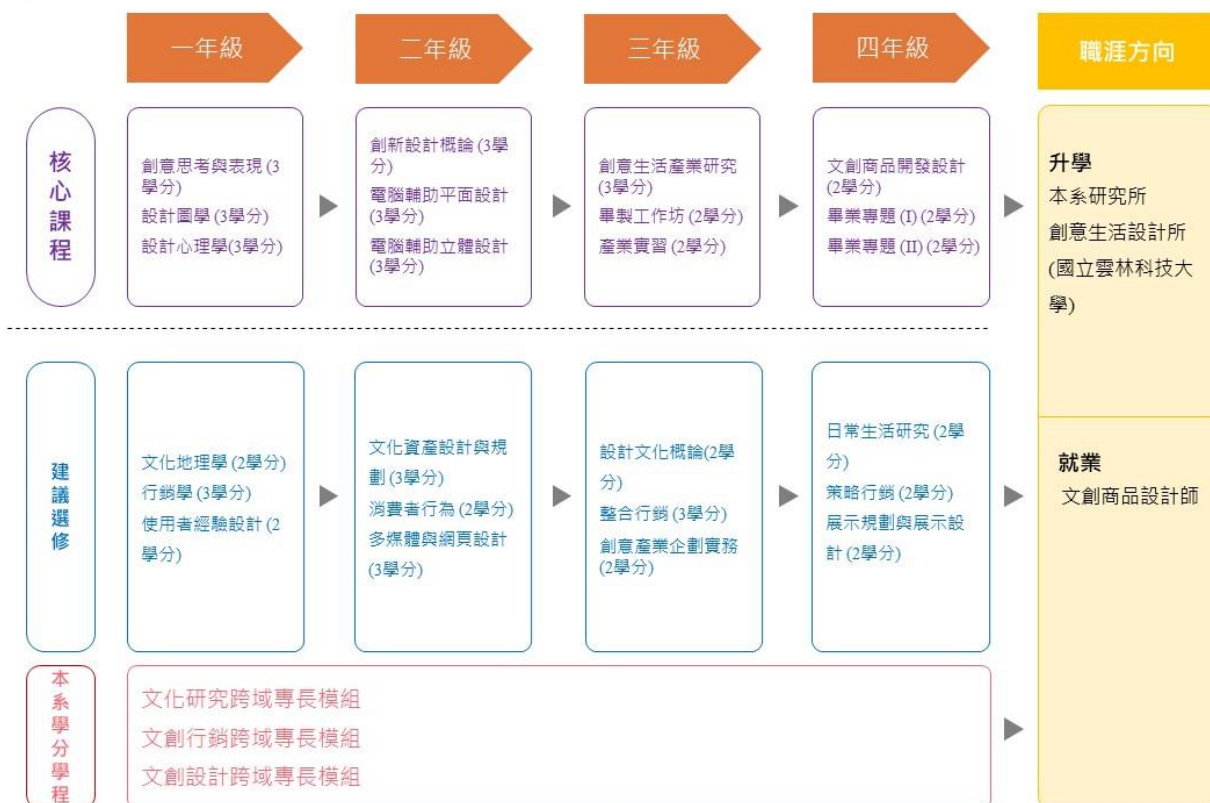 一年級
二年級
三年級
四年級
職涯方向
核心課程
創意思考與表現 (3
學分)
設計圖學 (3學分)
設計心理學(3學分)
創新設計概論 (3學
分)
電腦輔助平面設計
(3學分)
電腦輔助立體設計
(3學分)
創意生活產業研究
(3學分)
畢製工作坊 (2學分)
產業實習 (2學分)
文創商品開發設計
(2學分)
畢業專題 (I) (2學分)
畢業專題 (II) (2學分)
升學
本系研究所
創意生活設計所
(國立雲林科技大
學)
建議選修
文化地理學 (2學分)
行銷學 (3學分)
使用者經驗設計 (2
學分)
文化資產設計與規
劃 (3學分)
消費者行為 (2學分)
多媒體與網頁設計
(3學分)
設計文化概論(2學
分)
整合行銷 (3學分)
創意產業企劃實務
(2學分)
日常生活研究 (2學
分)
策略行銷 (2學分)
展示規劃與展示設
計 (2學分)
就業
文創商品設計師
本系學分學程
文化研究跨域專長模組
文創行銷跨域專長模組
文創設計跨域專長模組